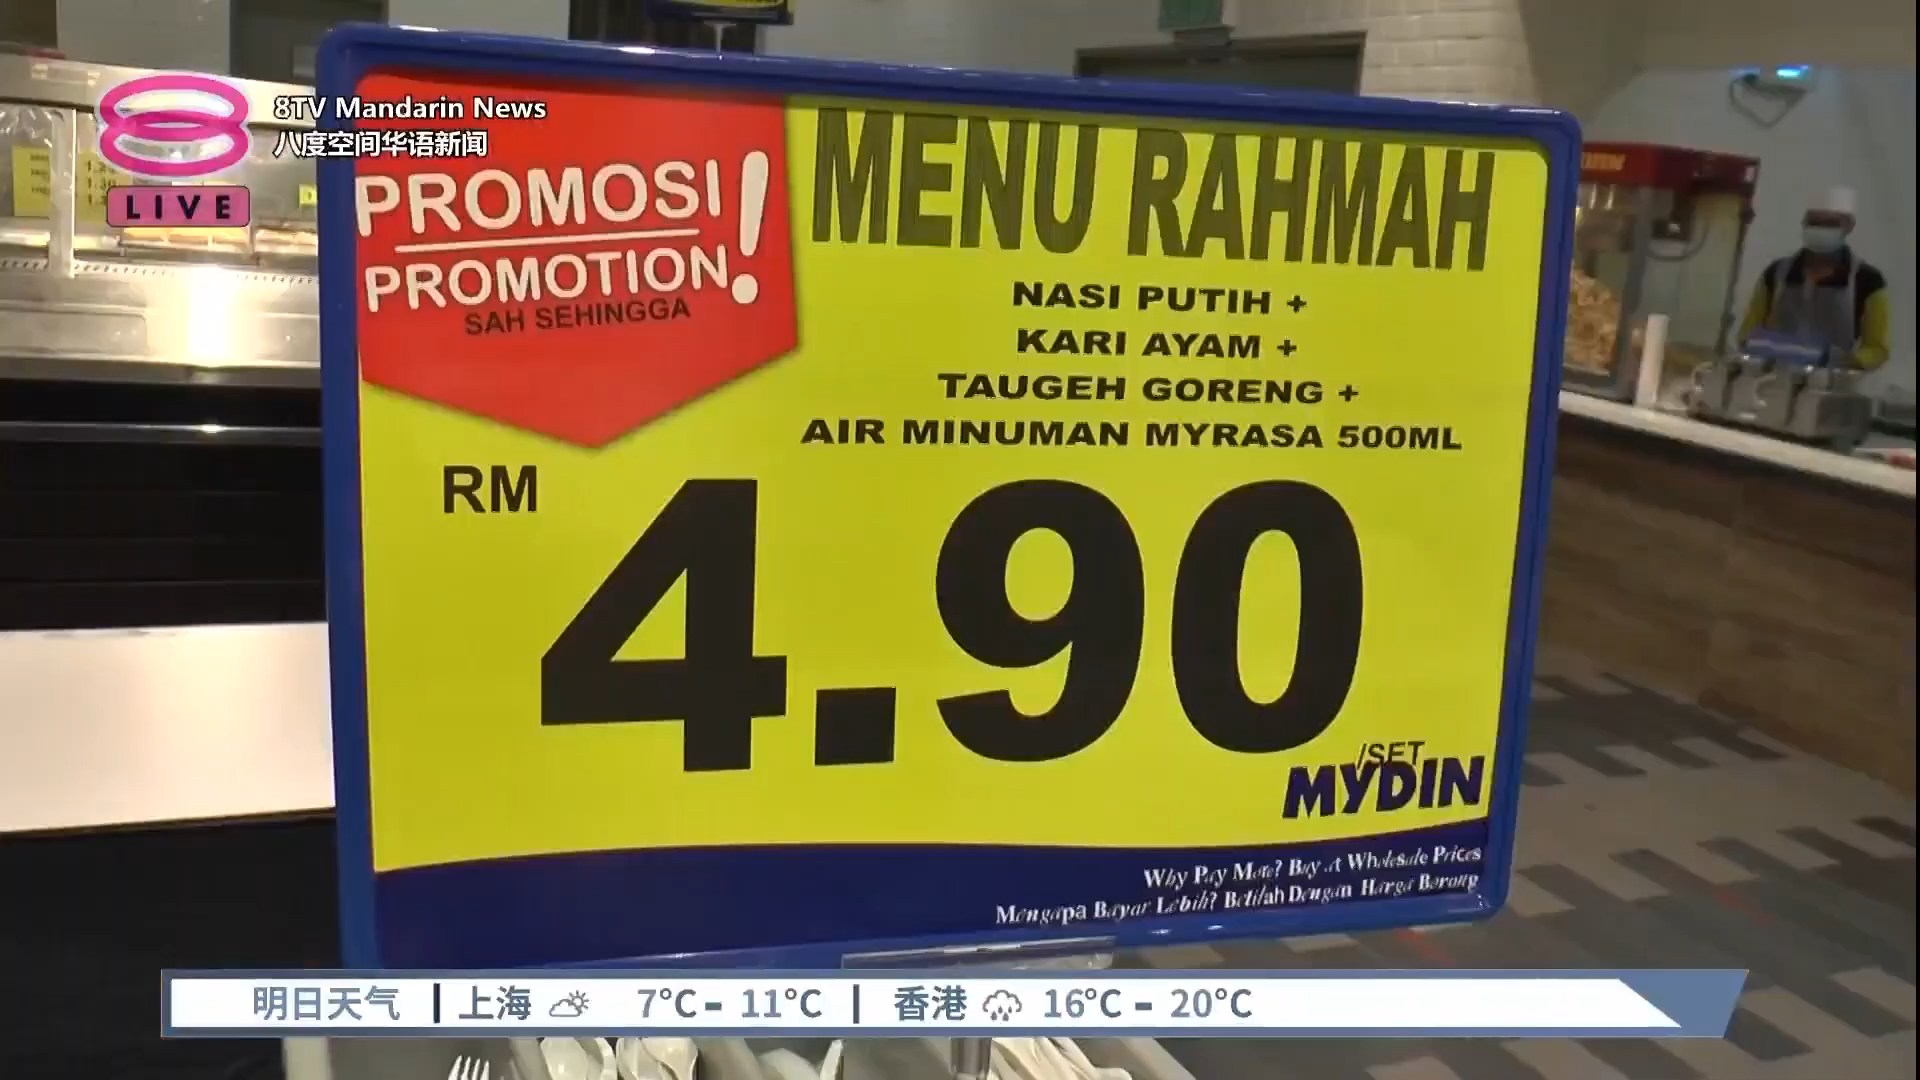 8TV Mandarin News
八度空间华语新闻
LIVE
PROMOSI
PROMOTION!
SAH SEHINGGA
MENU RAHMAH
NASI PUTIH +
KARI AYAM +
TAUGEH GORENG +
AIR MINUMAN MYRASA 500ML
RM
4.90
/SET
MYDIN
Why Pay More? Buy at Wholesale Prices
Mengapa Bayar Lebih? Belilah Dengan Harga Borong
明日天气 | 上海 7°C - 11°C | 香港 16°C - 20°C